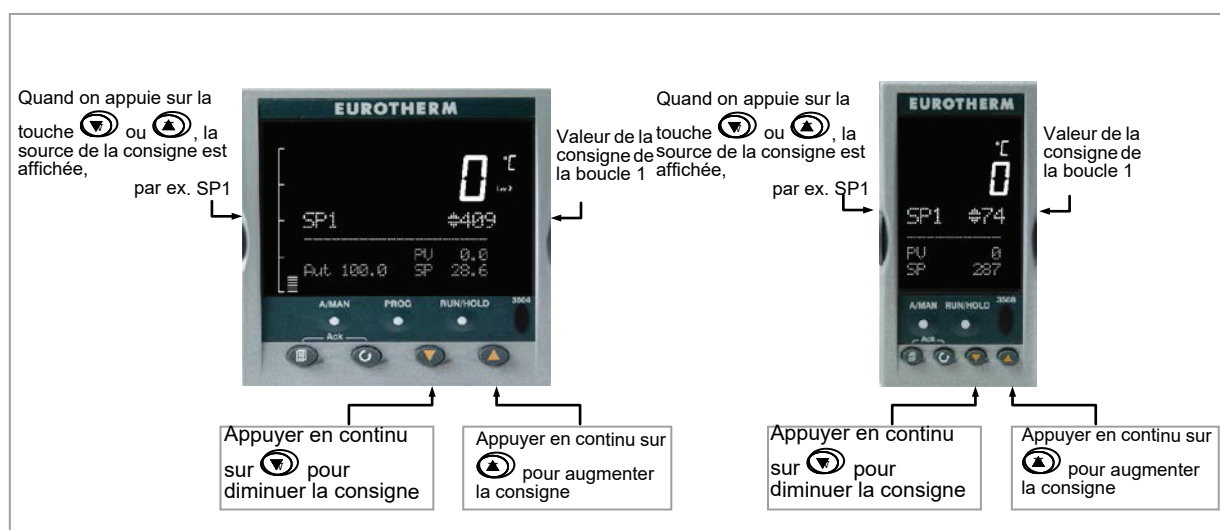 Quand on appuie sur la
touche ou , la
source de la consigne est
affichée,
par ex. SP1
EUROTHERM
0 °C
SP1 409
PV 0.0
Aut 100.0 SP 28.6
A/MAN PROG RUN/HOLD 3504
Ack
Valeur de la
consigne de
la boucle 1
Appuyer en continu
sur pour
diminuer la consigne
Appuyer en continu sur
pour augmenter
la consigne
Quand on appuie sur la
touche ou , la
source de la consigne est
affichée,
par ex. SP1
EUROTHERM
°C
0
SP1 74
PV 0
SP 287
A/MAN RUN/HOLD 3508
Ack
Valeur de la
consigne de
la boucle 1
Appuyer en continu
sur pour
diminuer la consigne
Appuyer en continu sur
pour augmenter
la consigne